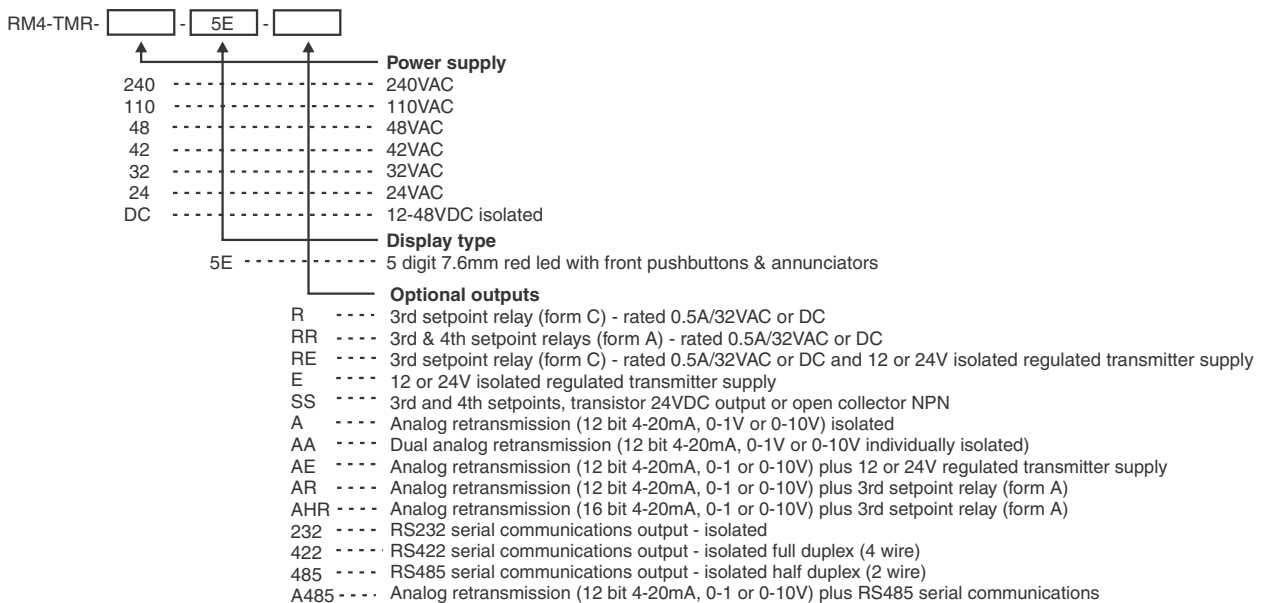 RM4-TMR- - 5E -
Power supply
240 240VAC
110 110VAC
48 48VAC
42 42VAC
32 32VAC
24 24VAC
DC 12-48VDC isolated
Display type
5E 5 digit 7.6mm red led with front pushbuttons & annunciators
Optional outputs
R 3rd setpoint relay (form C) - rated 0.5A/32VAC or DC
RR 3rd & 4th setpoint relays (form A) - rated 0.5A/32VAC or DC
RE 3rd setpoint relay (form C) - rated 0.5A/32VAC or DC and 12 or 24V isolated regulated transmitter supply
E 12 or 24V isolated regulated transmitter supply
SS 3rd and 4th setpoints, transistor 24VDC output or open collector NPN
A Analog retransmission (12 bit 4-20mA, 0-1V or 0-10V) isolated
AA Dual analog retransmission (12 bit 4-20mA, 0-1V or 0-10V individually isolated)
AE Analog retransmission (12 bit 4-20mA, 0-1 or 0-10V) plus 12 or 24V regulated transmitter supply
AR Analog retransmission (12 bit 4-20mA, 0-1 or 0-10V) plus 3rd setpoint relay (form A)
AHR Analog retransmission (16 bit 4-20mA, 0-1 or 0-10V) plus 3rd setpoint relay (form A)
232 RS232 serial communications output - isolated
422 RS422 serial communications output - isolated full duplex (4 wire)
485 RS485 serial communications output - isolated half duplex (2 wire)
A485 Analog retransmission (12 bit 4-20mA, 0-1 or 0-10V) plus RS485 serial communications